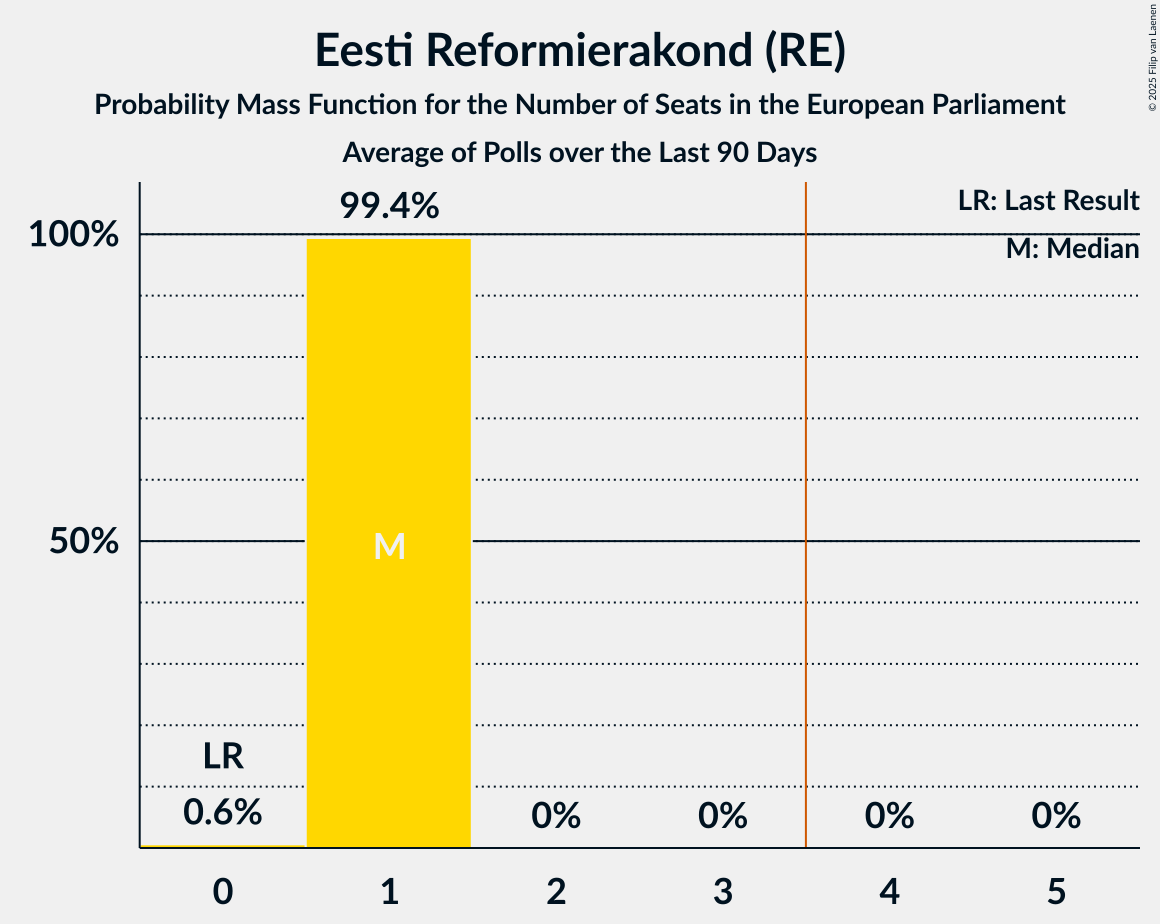 Eesti Reformierakond (RE)
Probability Mass Function for the Number of Seats in the European Parliament
Average of Polls over the Last 90 Days
© 2025 Filip van Laenen
99.4%
LR: Last Result
100%
M: Median
50%
M
LR
0.6%
0%
0%
0%
0%
0
1
2
3
4
5